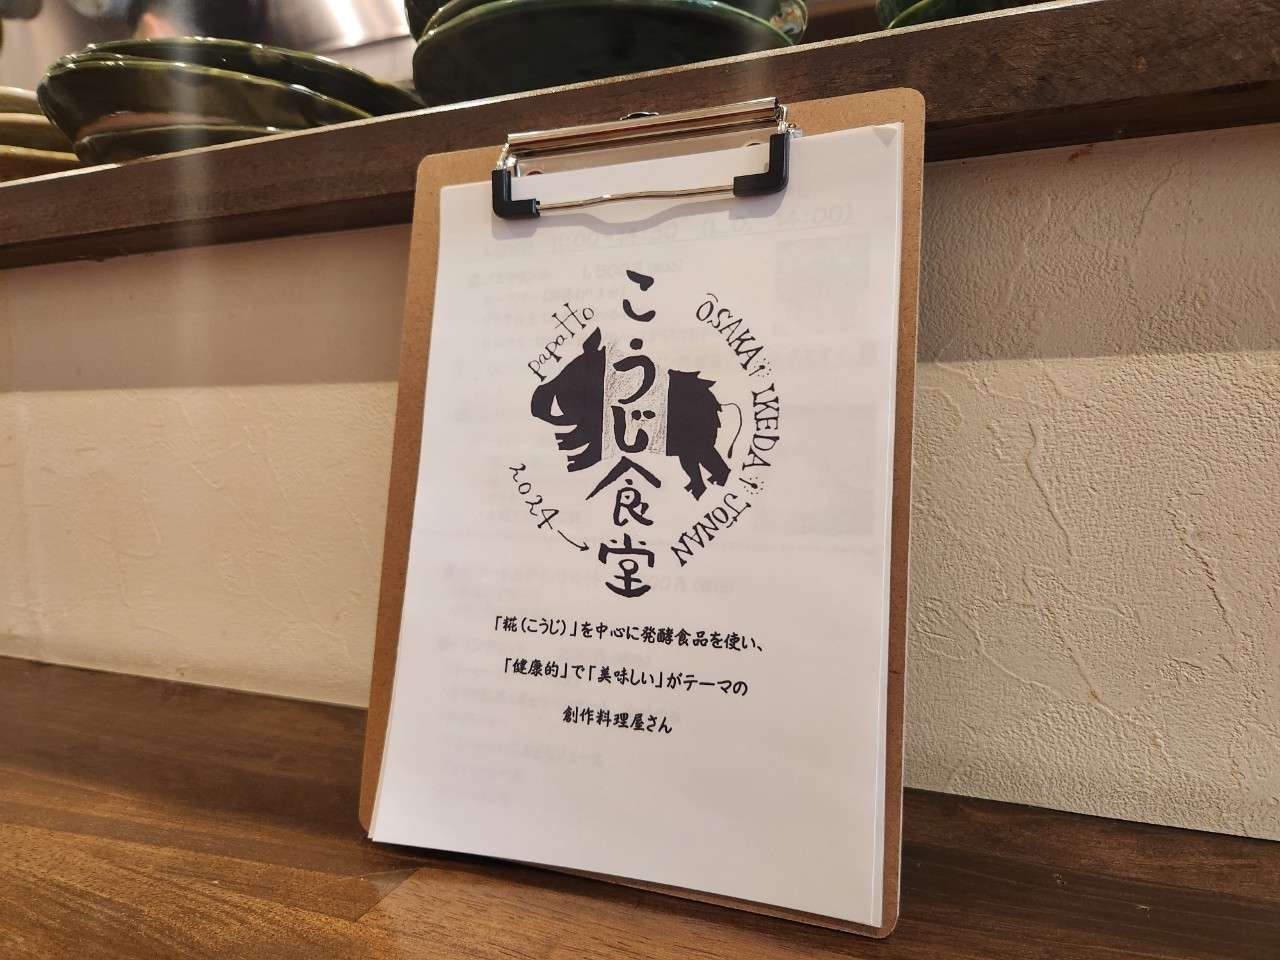 こうじ食堂
papaHo
OSAKA IKEDA JONAN
2024
「糀（こうじ）」を中心に発酵食品を使い、
「健康的」で「美味しい」がテーマの
創作料理屋さん